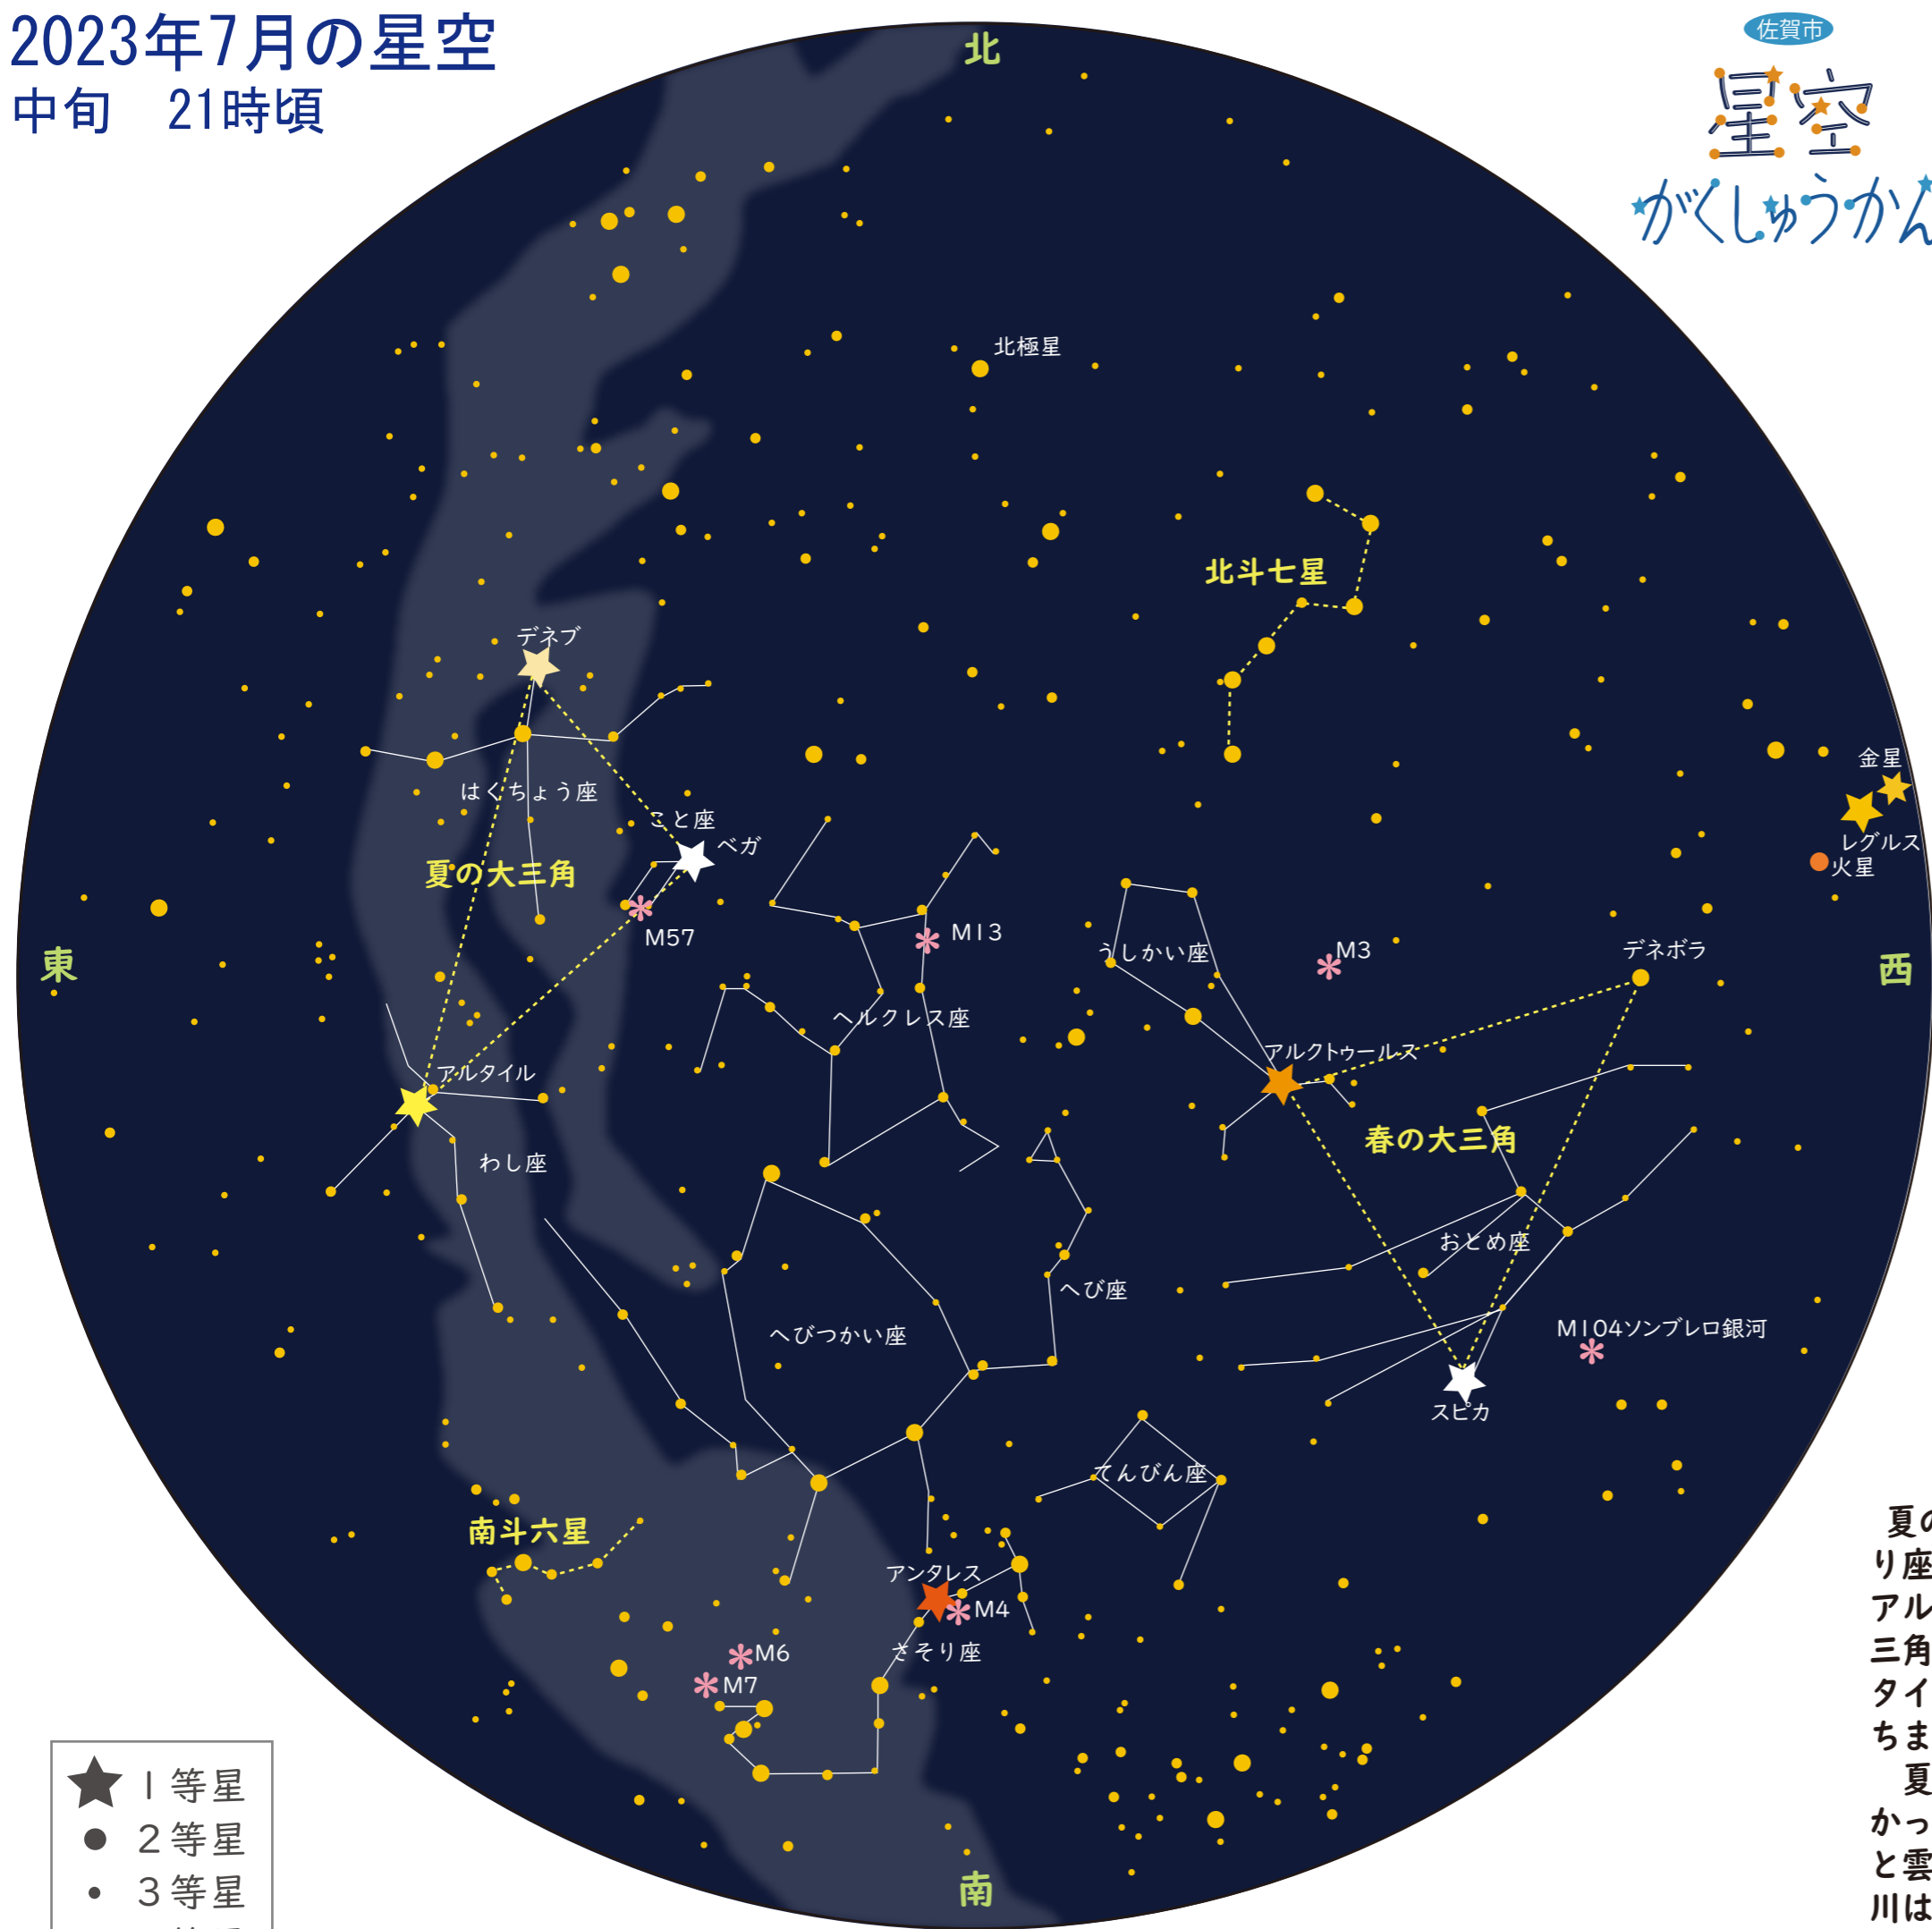 2023年7月の星空
中旬　21時頃
佐賀市
星空
がくしゅうかん
北
北極星
北斗七星
デネブ
はくちょう座
こと座
ベガ
夏の大三角
M57
M13
うしかい座
M3
デネボラ
金星
レグルス
火星
東
西
ヘルクレス座
アルクトゥールス
アルタイル
わし座
春の大三角
おとめ座
へび座
へびつかい座
M104ソンブレロ銀河
スピカ
てんびん座
南斗六星
アンタレス
M4
さそり座
M6
M7
南
1等星
2等星
3等星
夏の
り座
アル
三角
タイ
ちま
夏
かっ
と雲
川は